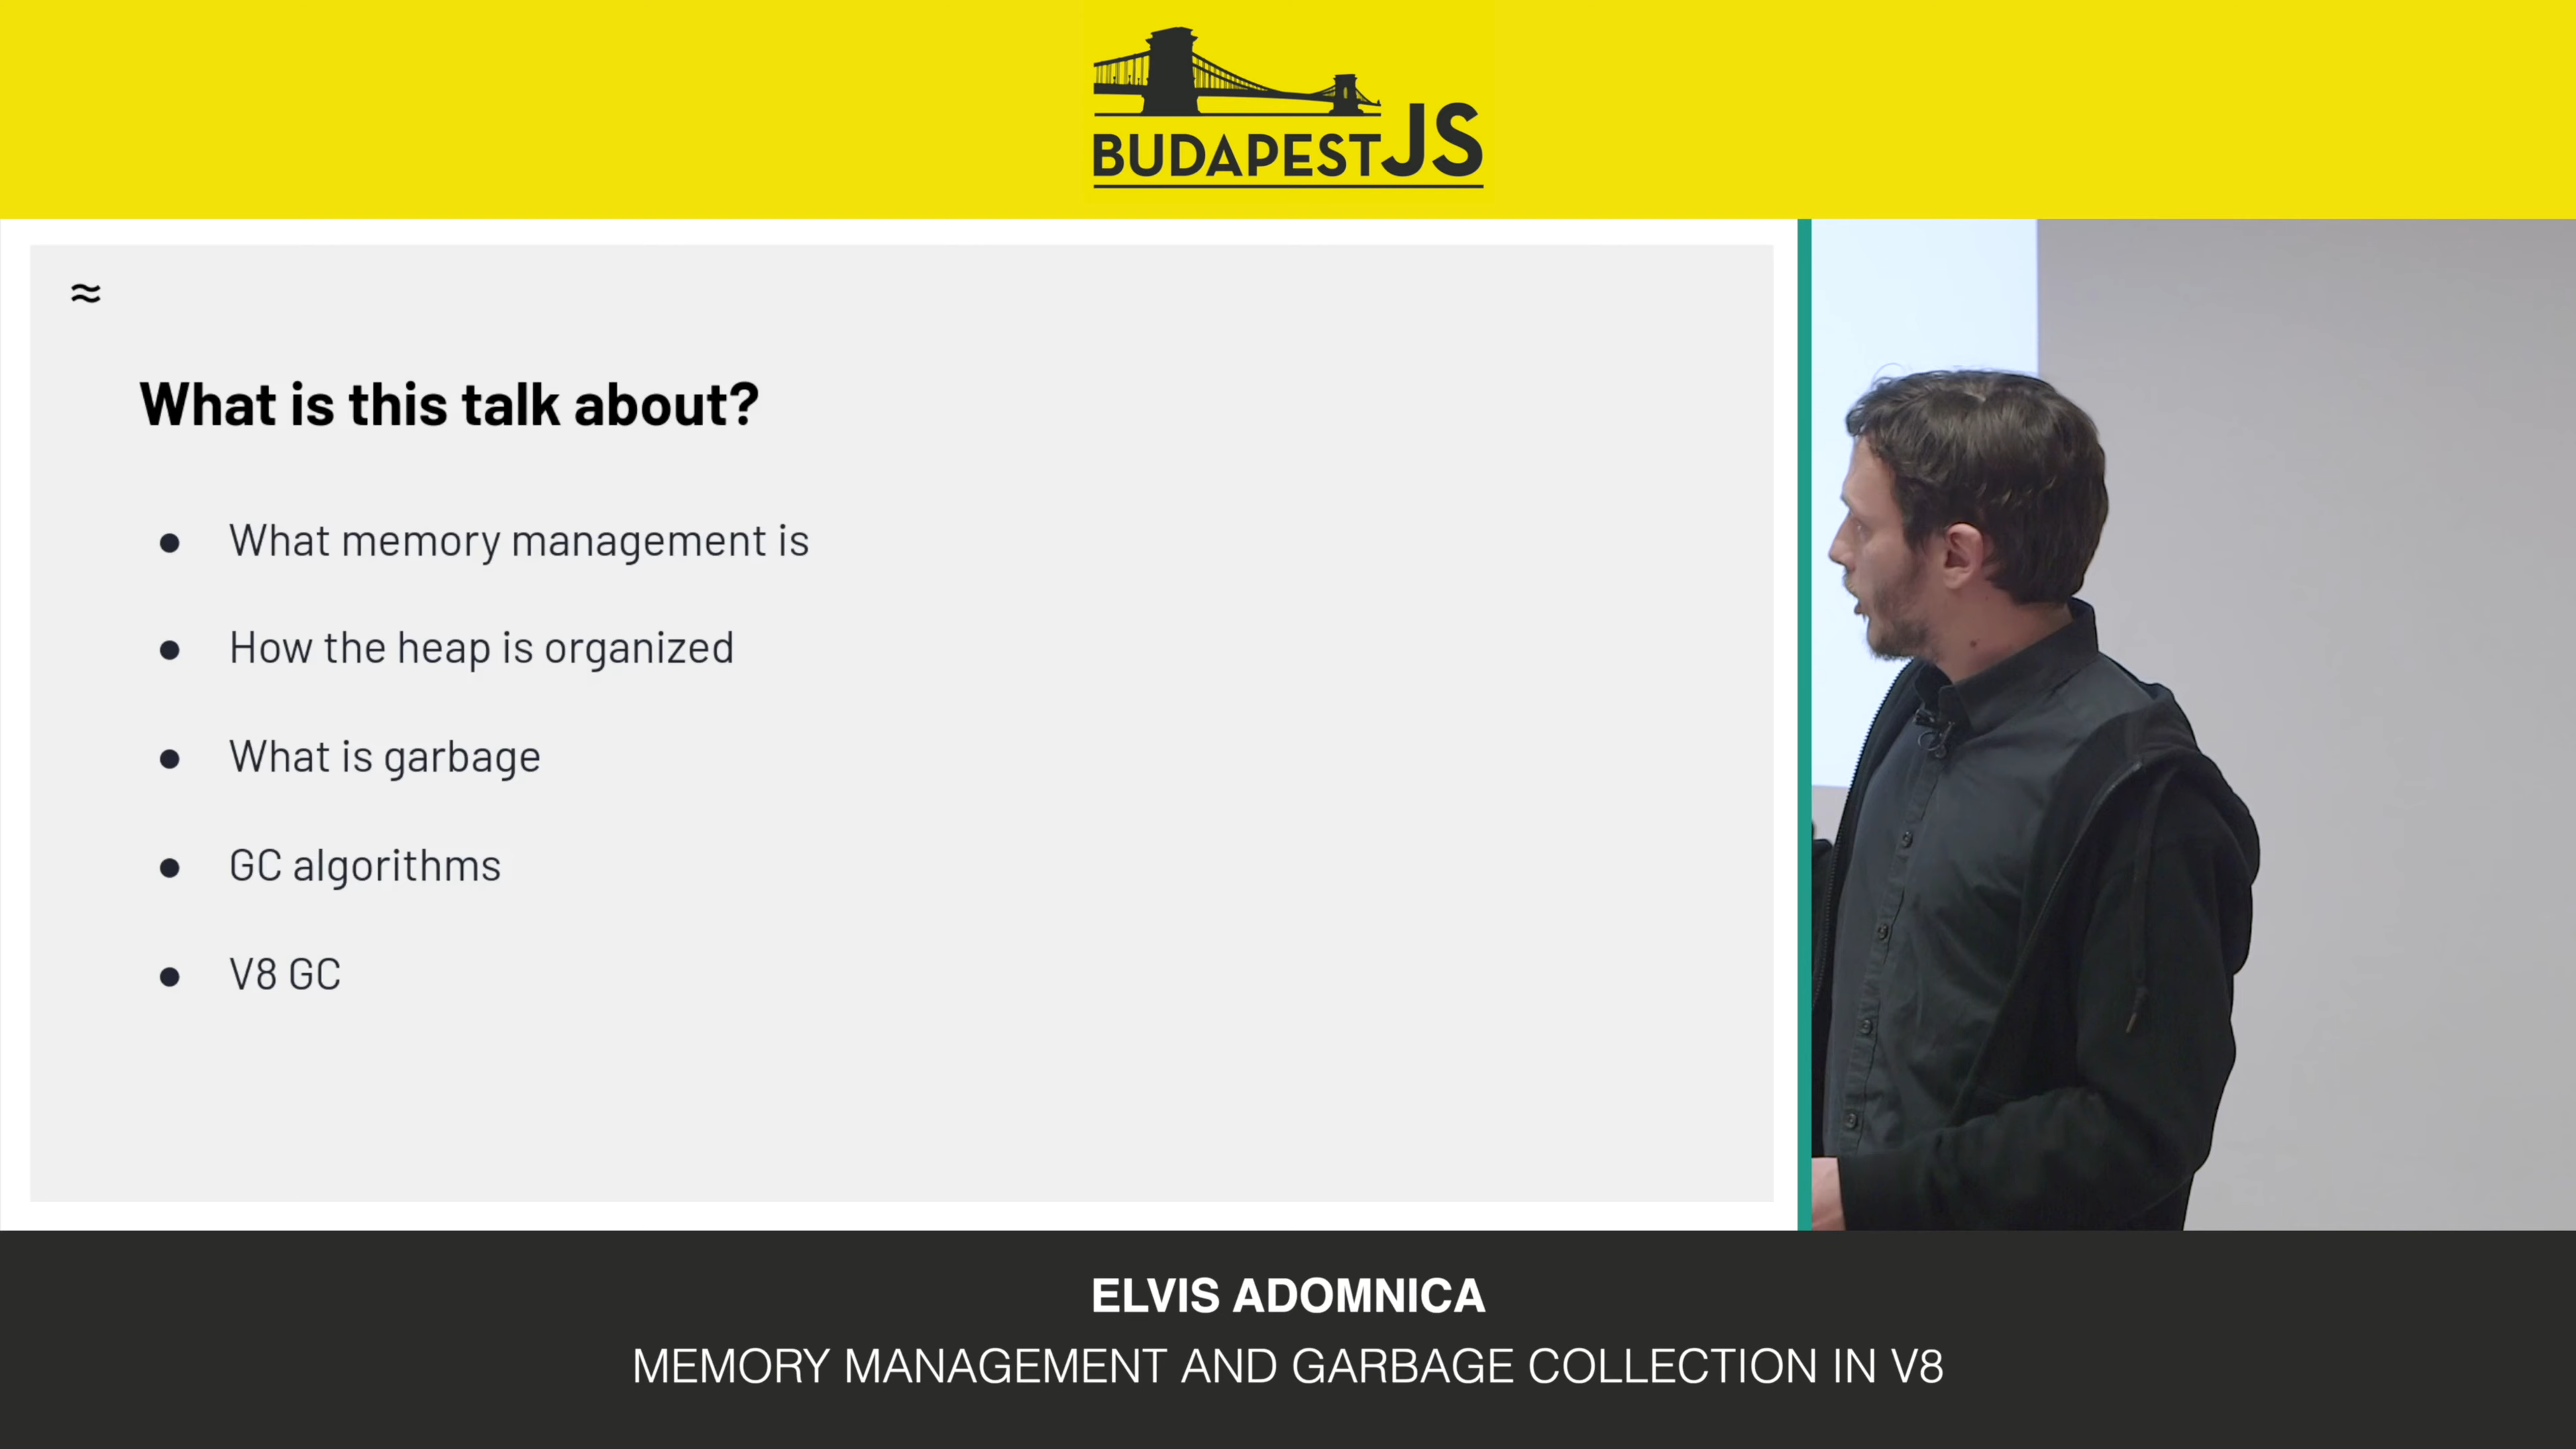 BUDAPESTJS
≈
What is this talk about?
● What memory management is
● How the heap is organized
● What is garbage
● GC algorithms
● V8 GC
ELVIS ADOMNICA
MEMORY MANAGEMENT AND GARBAGE COLLECTION IN V8